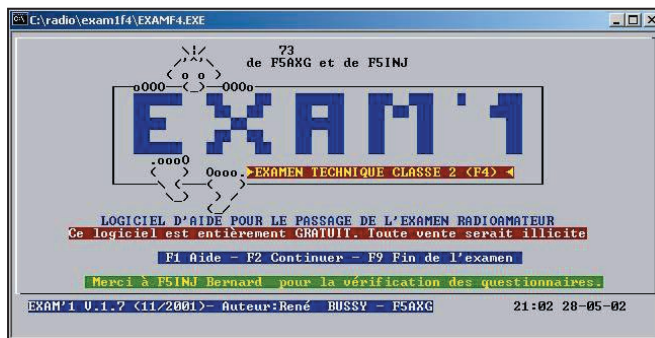 C:\radio\exam1f4\EXAMF4.EXE
73
de F5AXG et de F5INJ
EXAM'1
EXAMEN TECHNIQUE CLASSE 2 (F4)
LOGICIEL D'AIDE POUR LE PASSAGE DE L'EXAMEN RADIOAMATEUR
Ce logiciel est entièrement GRATUIT. Toute vente serait illicite
F1 Aide - F2 Continuer - F9 Fin de l'examen
Merci à F5INJ Bernard pour la vérification des questionnaires.
EXAM'1 V.1.7 (11/2001)- Auteur:René BUSSY - F5AXG 21:02 28-05-02